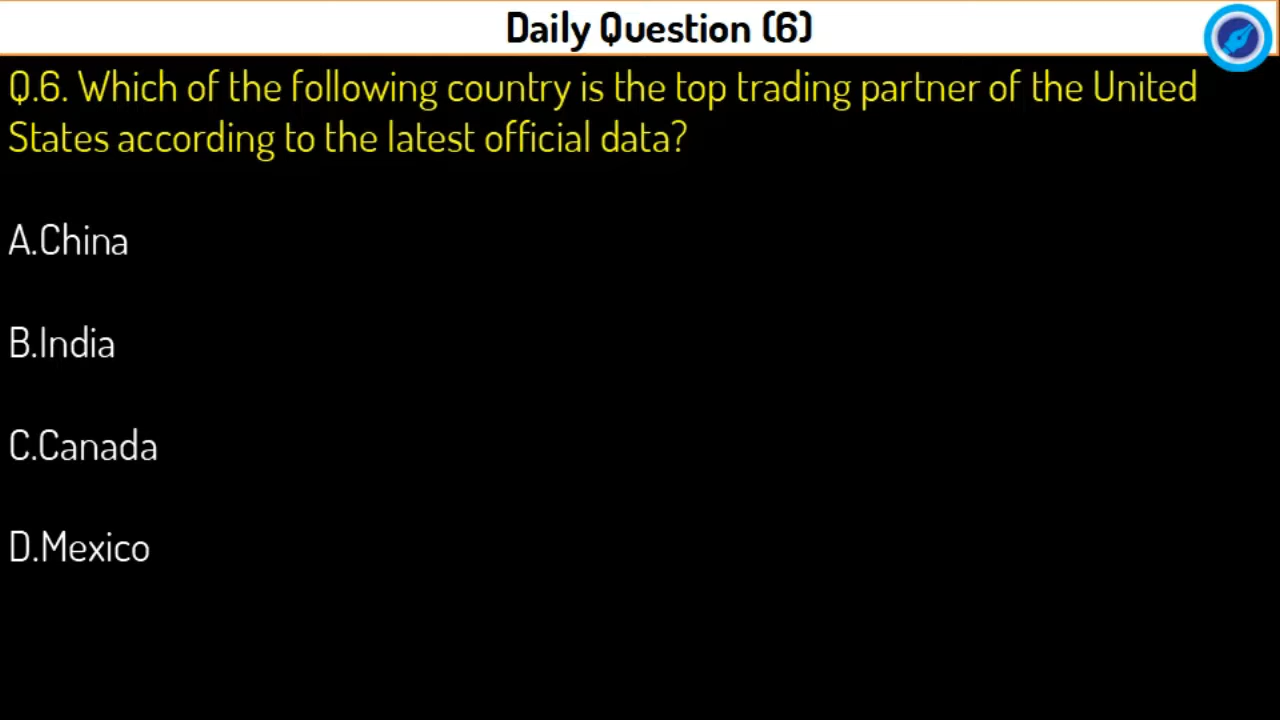 Daily Question (6)
Q.6. Which of the following country is the top trading partner of the United
States according to the latest official data?
A.China
B.India
C.Canada
D.Mexico